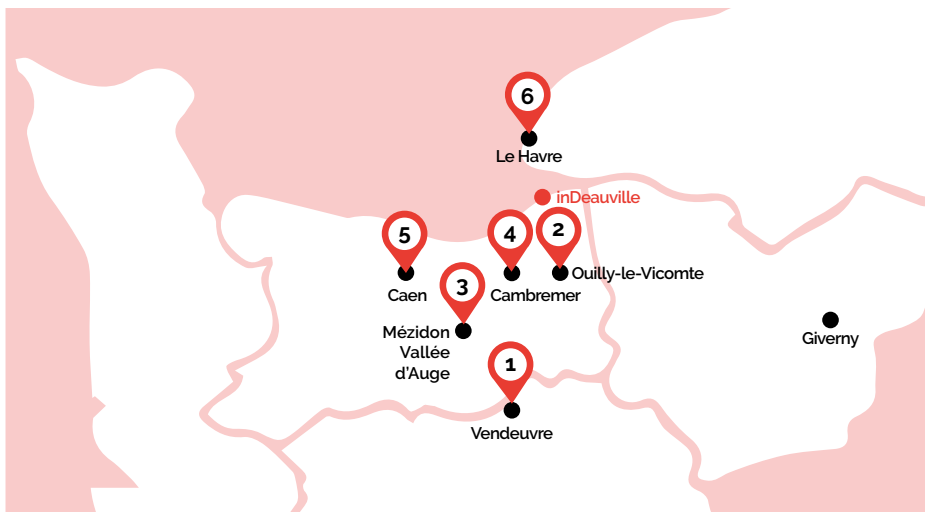 6
Le Havre
inDeauville
5
4
2
Caen
3
Cambremer
Ouilly-le-Vicomte
Mézidon
Vallée
d'Auge
Giverny
1
Vendeuvre